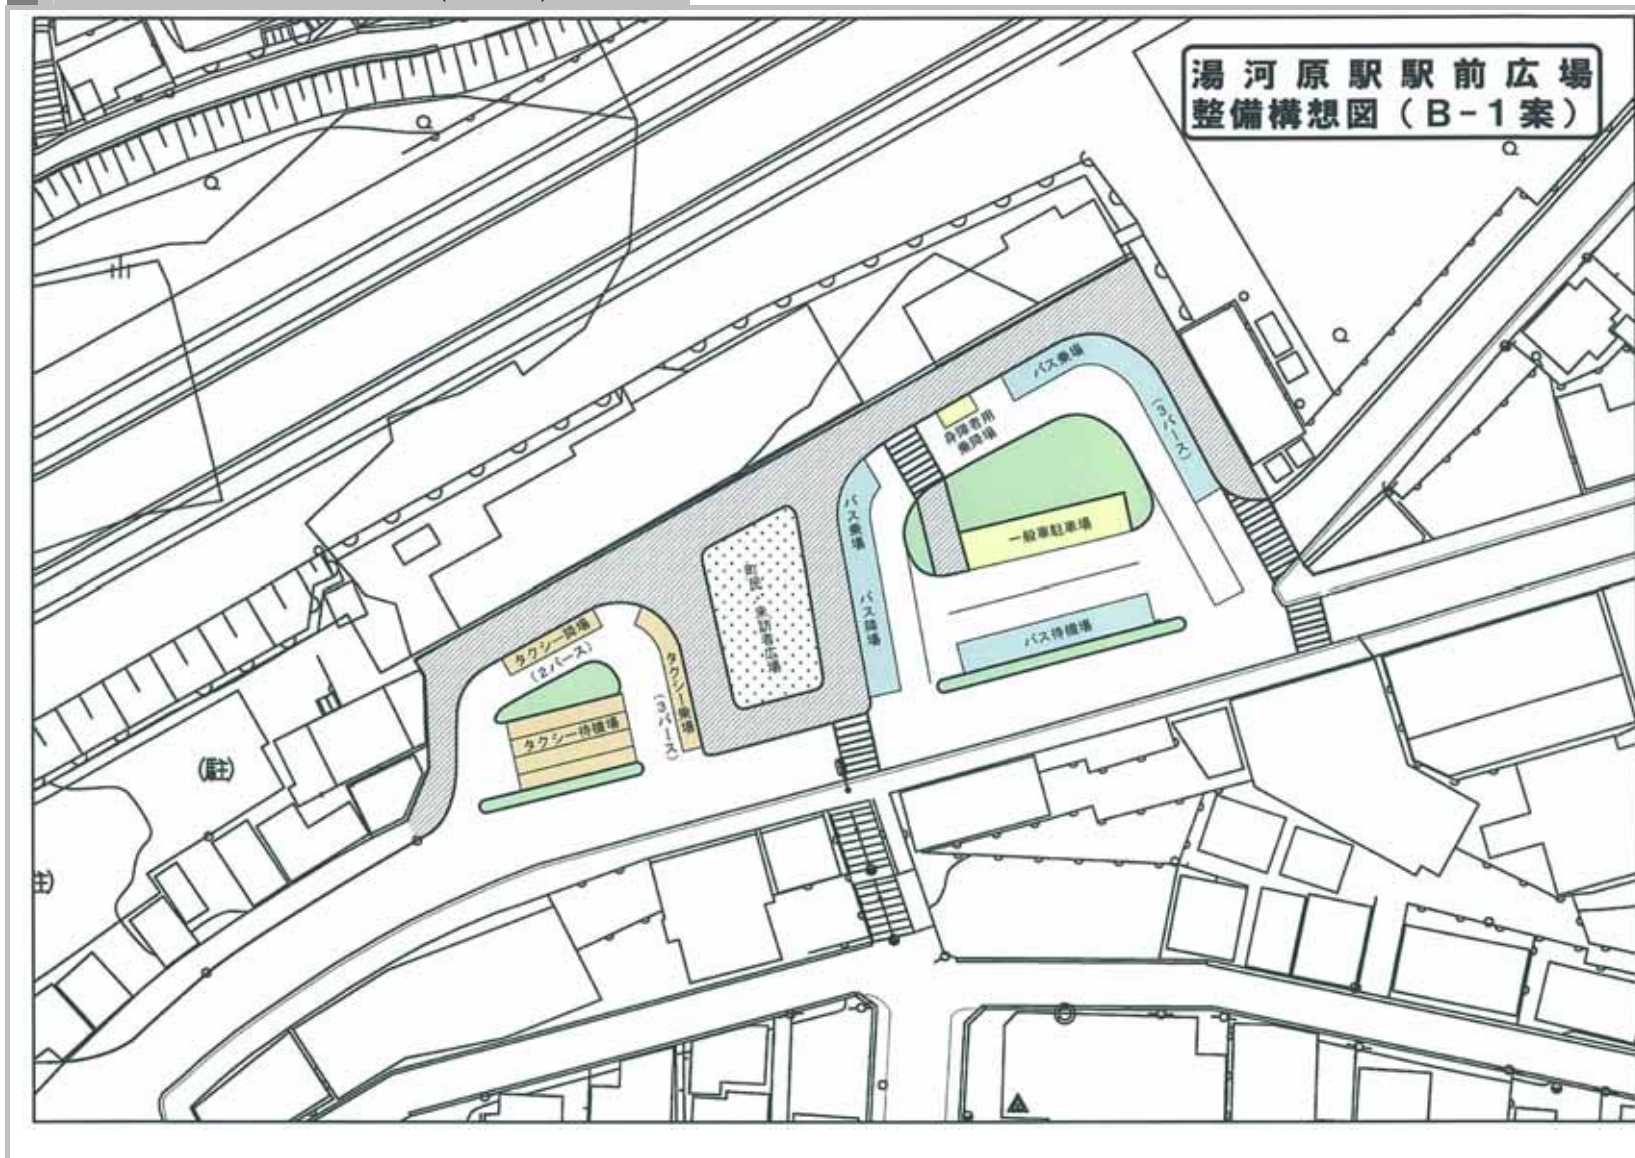 湯河原駅駅前広場
整備構想図（B-1案）
バス乗場
（3バース）
身障者用
乗降場
バス乗場
一般車駐車場
町民・来訪者広場
バス降場
バス待機場
タクシー降場
（2バース）
タクシー乗場
（3バース）
タクシー待機場
(駐)